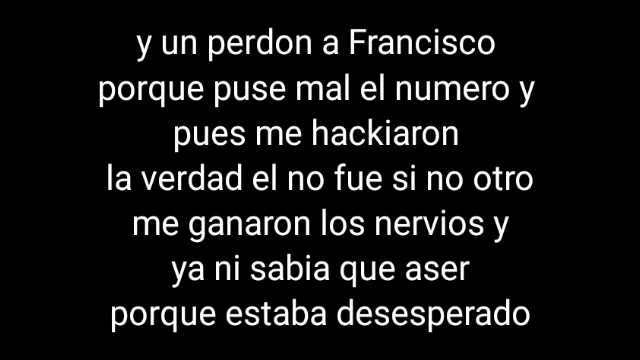 y un perdon a Francisco
porque puse mal el numero y
pues me hackiaron
la verdad el no fue si no otro
me ganaron los nervios y
ya ni sabia que aser
porque estaba desesperado